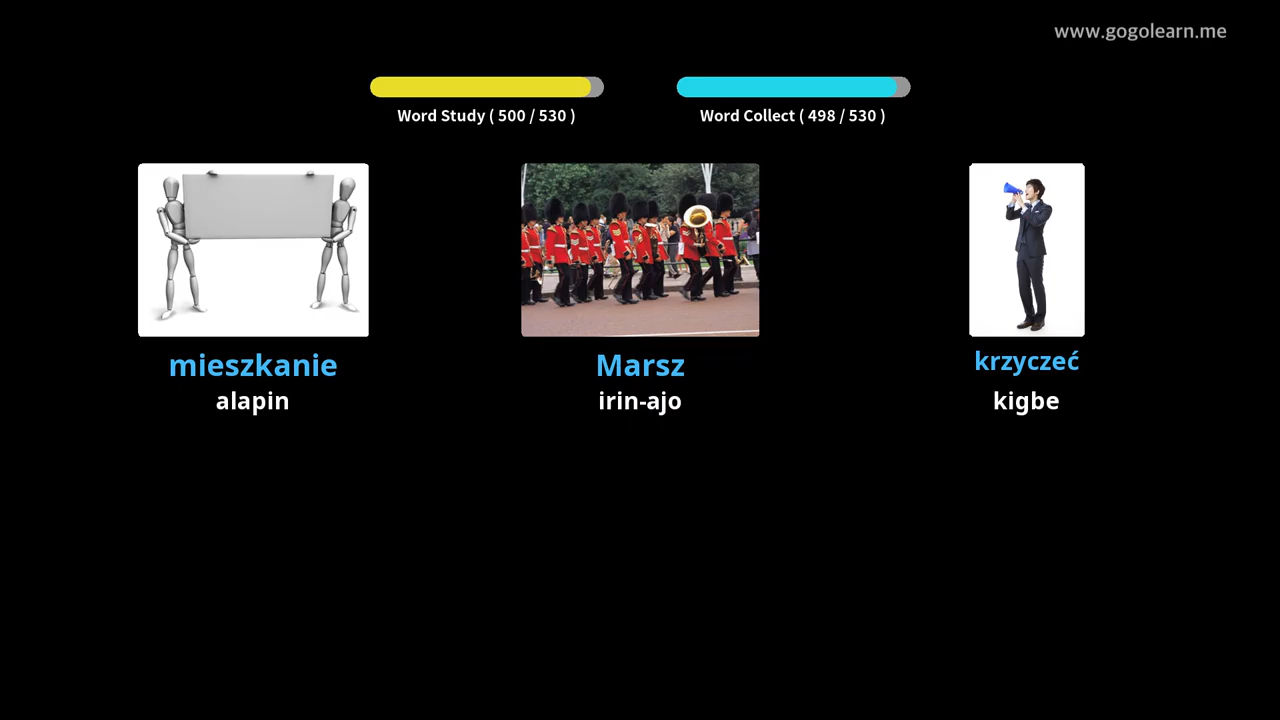 www.gogolearn.me
Word Study ( 500 / 530 )
Word Collect ( 498 / 530 )
mieszkanie
alapin
Marsz
irin-ajo
krzyczeć
kigbe